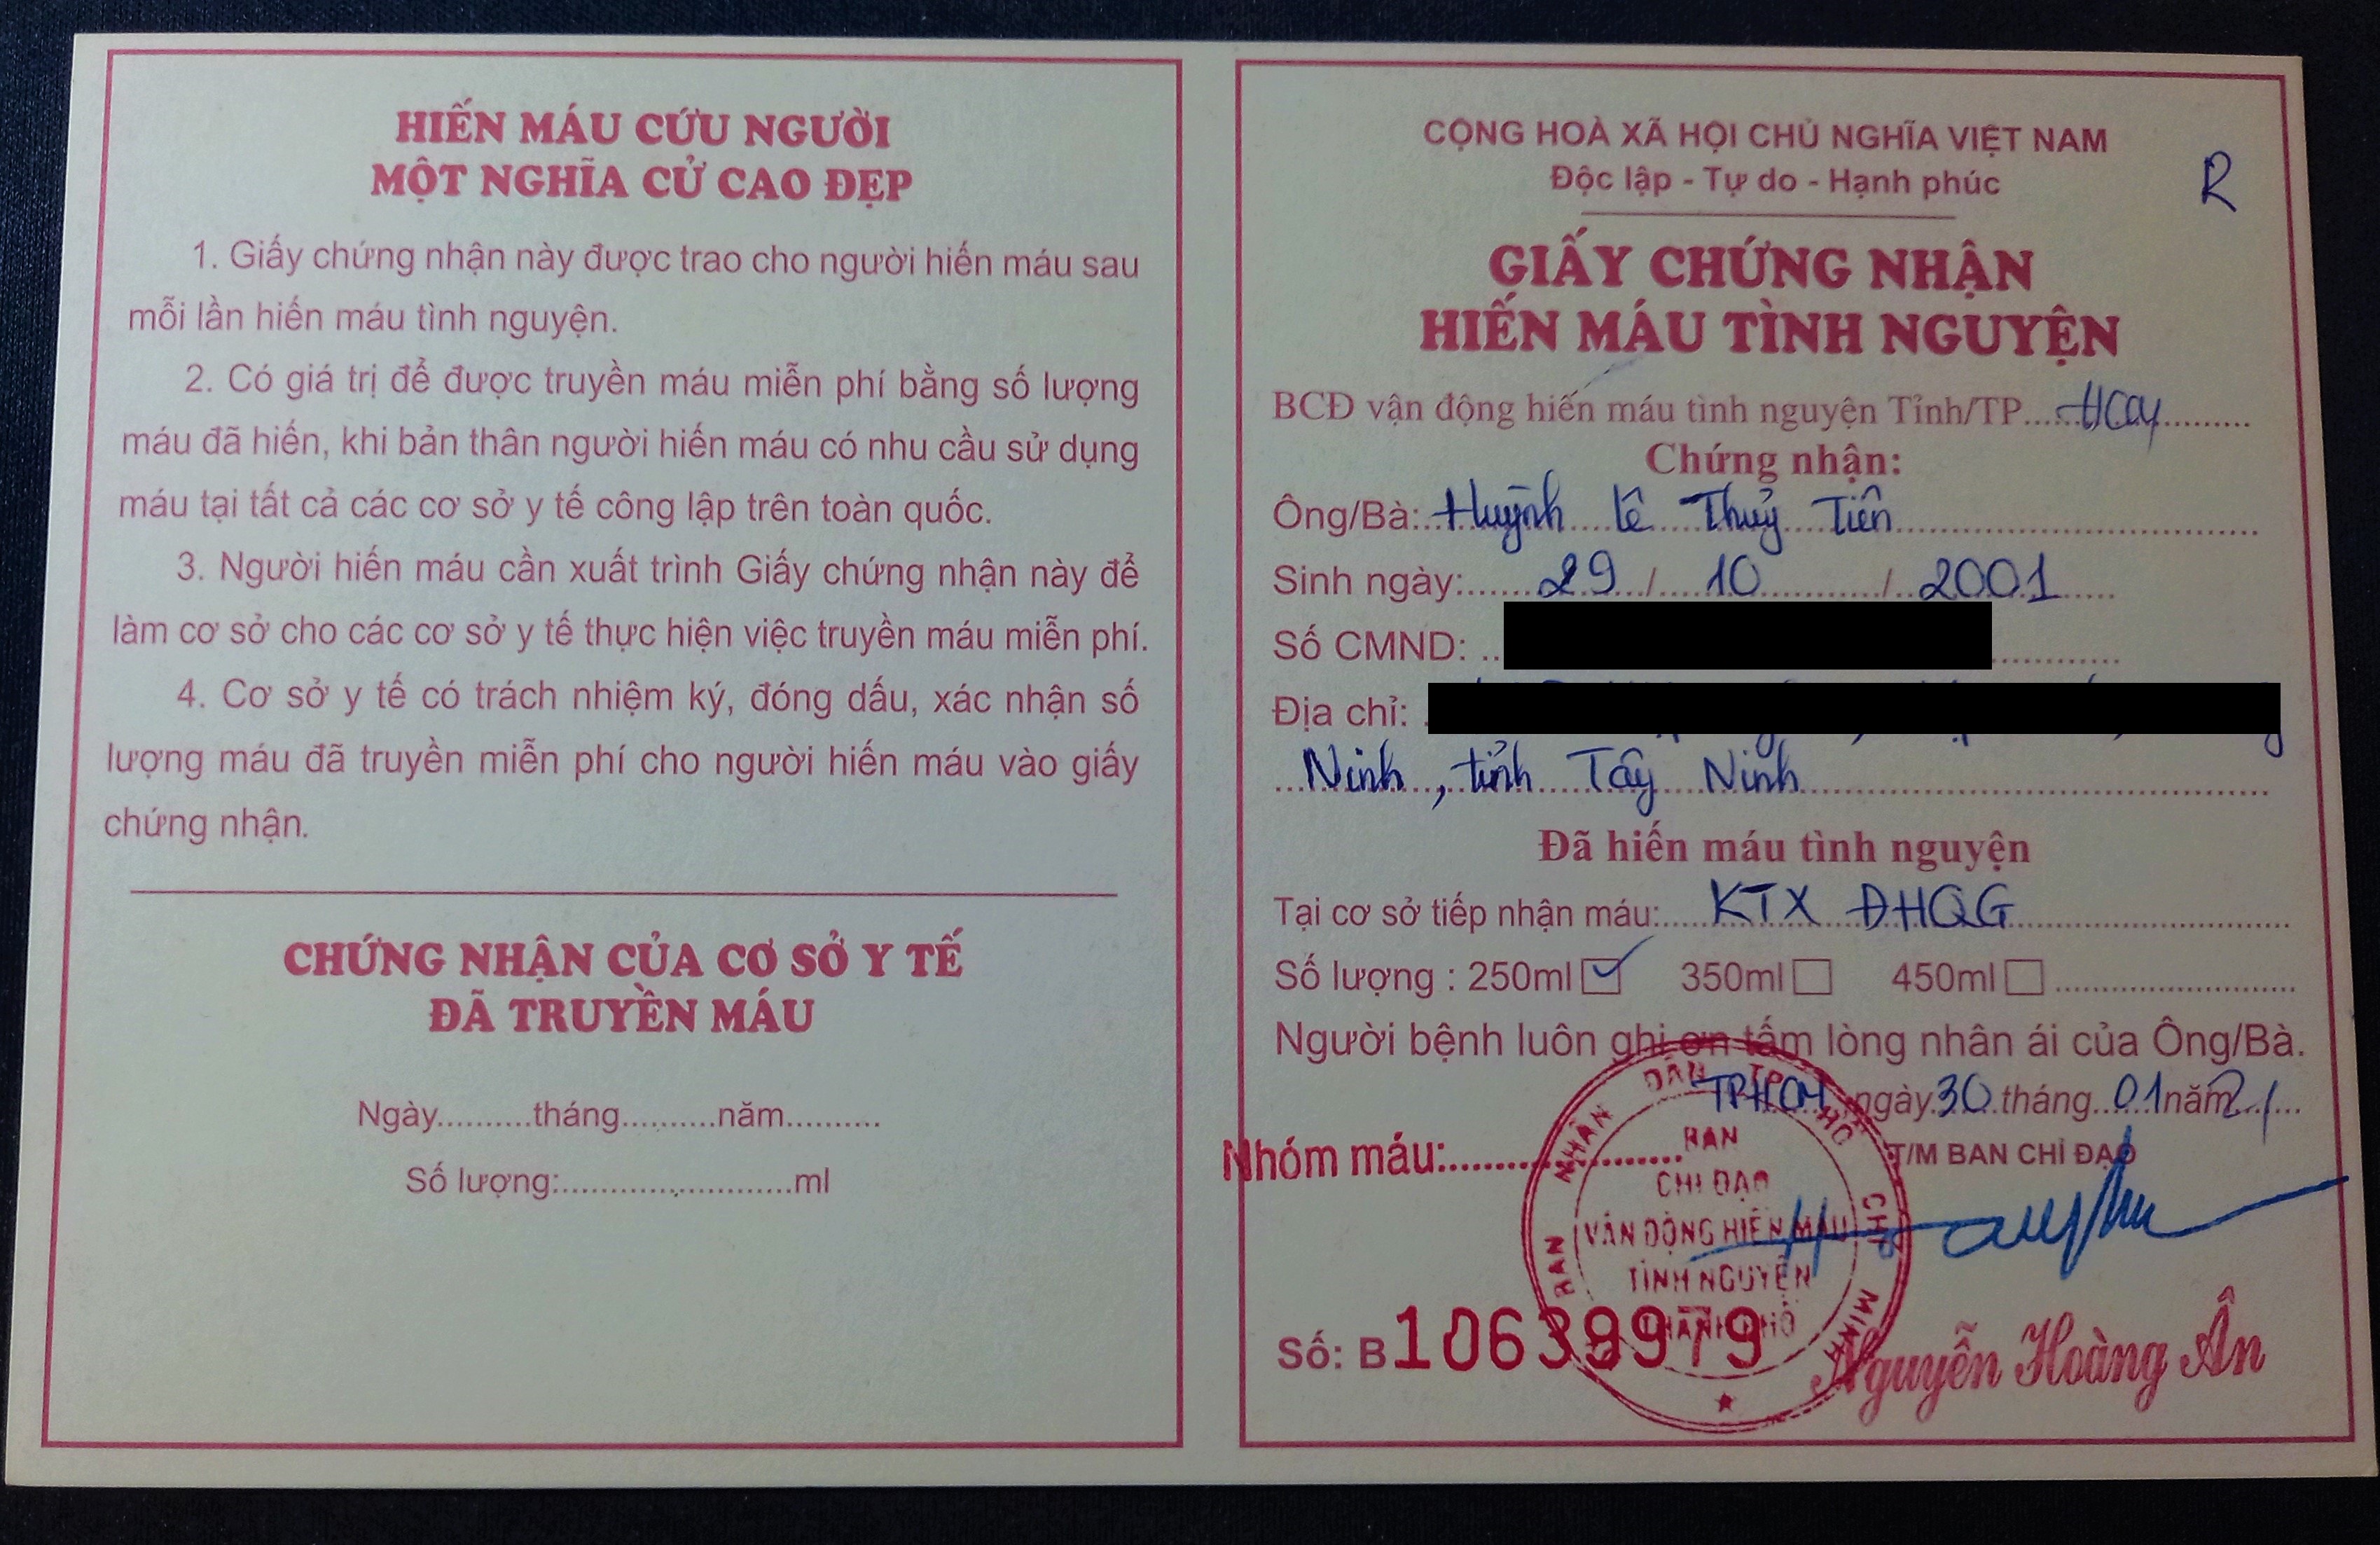 HIẾN MÁU CỨU NGƯỜI
MỘT NGHĨA CỬ CAO ĐẸP
1. Giấy chứng nhận này được trao cho người hiến máu sau
mỗi lần hiến máu tình nguyện.
2. Có giá trị để được truyền máu miễn phí bằng số lượng
máu đã hiến, khi bản thân người hiến máu có nhu cầu sử dụng
máu tại tất cả các cơ sở y tế công lập trên toàn quốc.
3. Người hiến máu cần xuất trình Giấy chứng nhận này để
làm cơ sở cho các cơ sở y tế thực hiện việc truyền máu miễn phí.
4. Cơ sở y tế có trách nhiệm ký, đóng dấu, xác nhận số
lượng máu đã truyền miễn phí cho người hiến máu vào giấy
chứng nhận.
CHỨNG NHẬN CỦA CƠ SỞ Y TẾ
ĐÃ TRUYỀN MÁU
Ngày..........tháng..........năm..........
Số lượng:.........................ml
CỘNG HOÀ XÃ HỘI CHỦ NGHĨA VIỆT NAM
Độc lập - Tự do - Hạnh phúc
R
GIẤY CHỨNG NHẬN
HIẾN MÁU TÌNH NGUYỆN
BCĐ vận động hiến máu tình nguyện Tỉnh/TP.... HCM
Chứng nhận:
Ông/Bà: Huỳnh Lê Thủy Tiên
Sinh ngày: 29 / 10 / 2001
Số CMND:
Địa chỉ:
Ninh, tỉnh Tây Ninh
Đã hiến máu tình nguyện
Tại cơ sở tiếp nhận máu: KTX ĐHQG
Số lượng : 250ml ☑ 350ml ☐ 450ml ☐
Người bệnh luôn ghi ơn tấm lòng nhân ái của Ông/Bà.
TPHCM, ngày 30 tháng 01 năm 21
Nhóm máu:....................
T/M BAN CHỈ ĐẠO
BAN NHÂN DÂN TP HỒ CHÍ MINH
BAN
CHỈ ĐẠO
VẬN ĐỘNG HIẾN MÁU
TÌNH NGUYỆN
THÀNH PHỐ
Số: B 10639979
Nguyễn Hoàng Ân